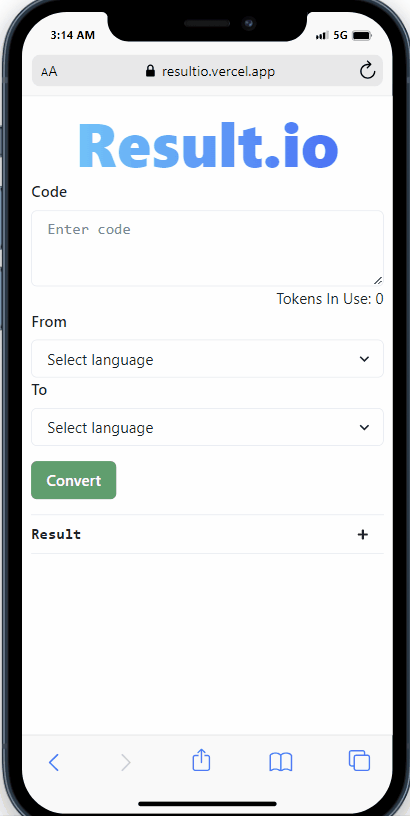 3:14 AM
5G
AA
resultio.vercel.app
Result.io
Code
Enter code
Tokens In Use: 0
From
Select language
To
Select language
Convert
Result